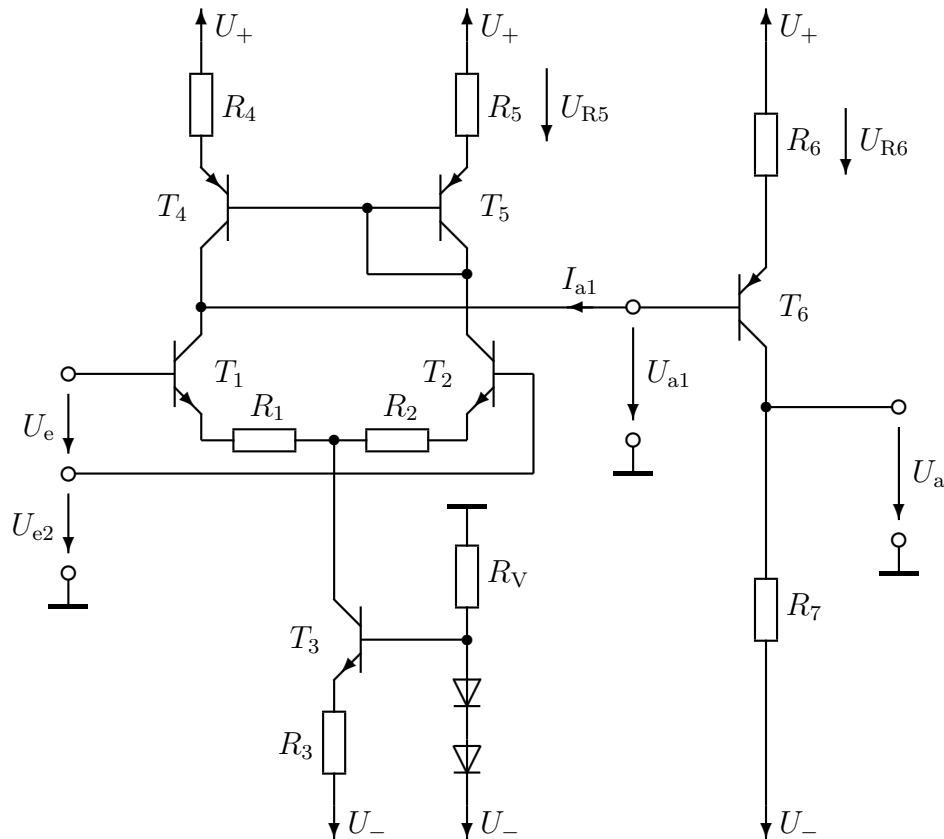 U+
U+
U+
R4
R5
UR5
R6
UR6
T4
T5
Ia1
T6
T1
T2
Ua1
R1
R2
Ue
Ua
Ue2
RV
R7
T3
R3
U−
U−
U−